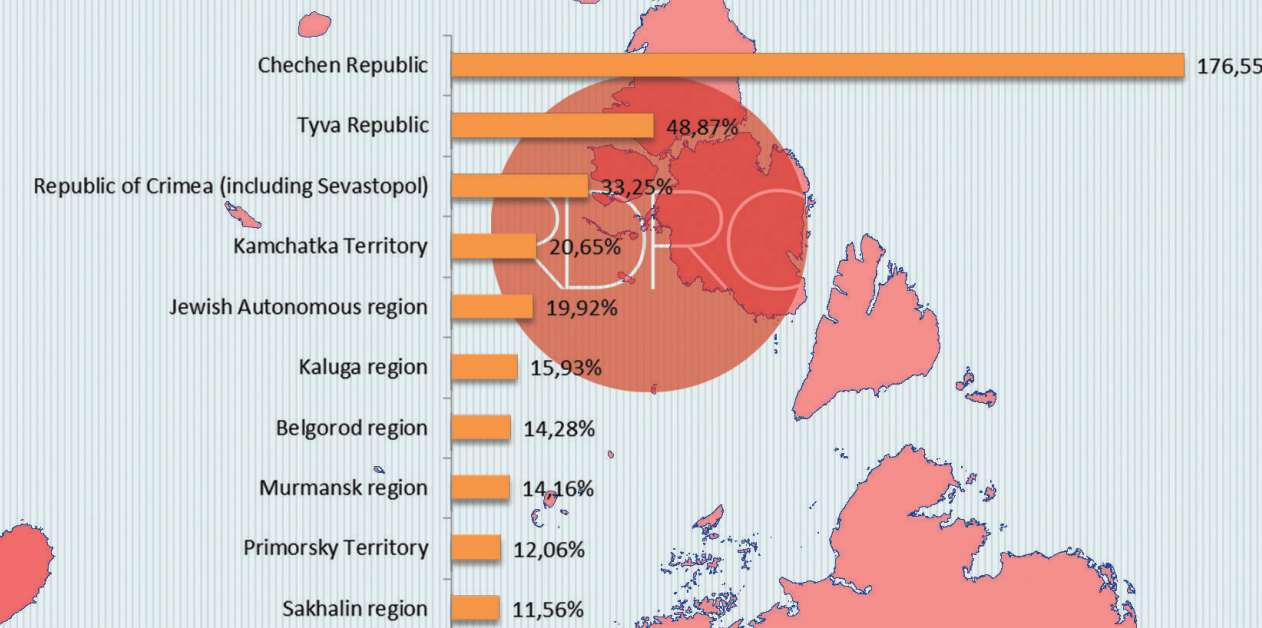 Chechen Republic 176,55
Tyva Republic 48,87%
Republic of Crimea (including Sevastopol) 33,25%
Kamchatka Territory 20,65%
Jewish Autonomous region 19,92%
Kaluga region 15,93%
Belgorod region 14,28%
Murmansk region 14,16%
Primorsky Territory 12,06%
Sakhalin region 11,56%